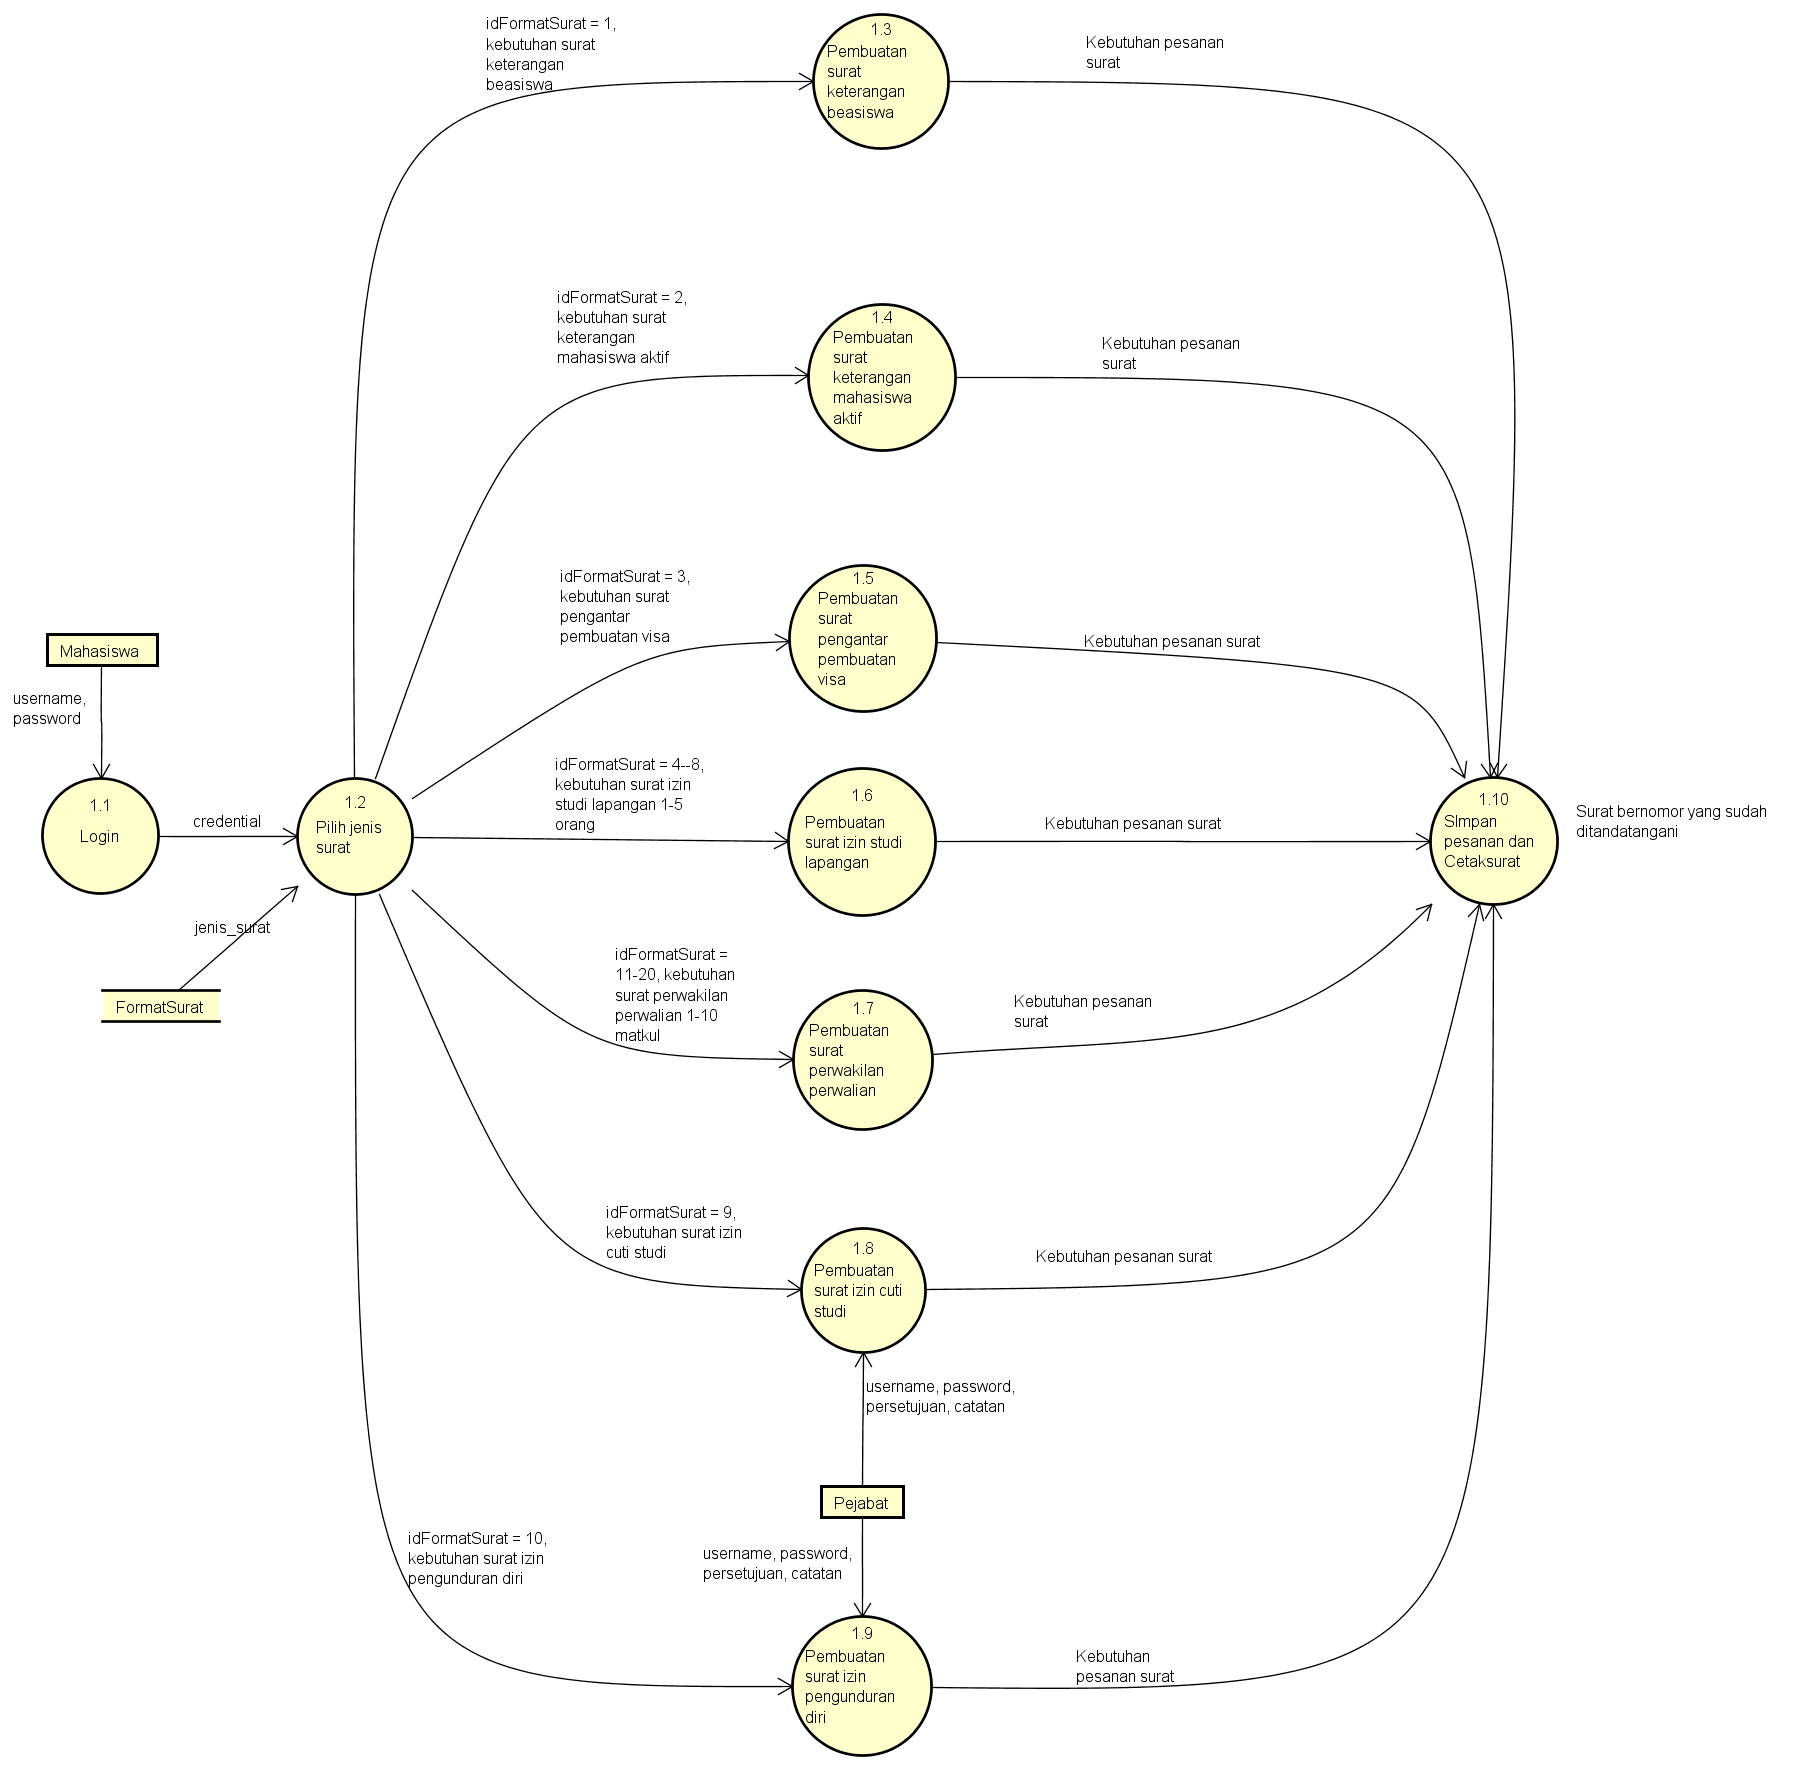 idFormatSurat = 1,
kebutuhan surat
keterangan
beasiswa
1.3
Pembuatan
surat
keterangan
beasiswa
Kebutuhan pesanan
surat
idFormatSurat = 2,
kebutuhan surat
keterangan
mahasiswa aktif
1.4
Pembuatan
surat
keterangan
mahasiswa
aktif
Kebutuhan pesanan
surat
idFormatSurat = 3,
kebutuhan surat
pengantar
pembuatan visa
1.5
Pembuatan
surat
pengantar
pembuatan
visa
Kebutuhan pesanan surat
Mahasiswa
username,
password
1.1
Login
credential
1.2
Pilih jenis
surat
jenis_surat
FormatSurat
idFormatSurat = 4--8,
kebutuhan surat izin
studi lapangan 1-5
orang
1.6
Pembuatan
surat izin studi
lapangan
Kebutuhan pesanan surat
1.10
SImpan
pesanan dan
Cetaksurat
Surat bernomor yang sudah
ditandatangani
idFormatSurat =
11-20, kebutuhan
surat perwakilan
perwalian 1-10
matkul
1.7
Pembuatan
surat
perwakilan
perwalian
Kebutuhan pesanan
surat
idFormatSurat = 9,
kebutuhan surat izin
cuti studi
1.8
Pembuatan
surat izin cuti
studi
Kebutuhan pesanan surat
username, password,
persetujuan, catatan
Pejabat
username, password,
persetujuan, catatan
idFormatSurat = 10,
kebutuhan surat izin
pengunduran diri
1.9
Pembuatan
surat izin
pengunduran
diri
Kebutuhan
pesanan surat